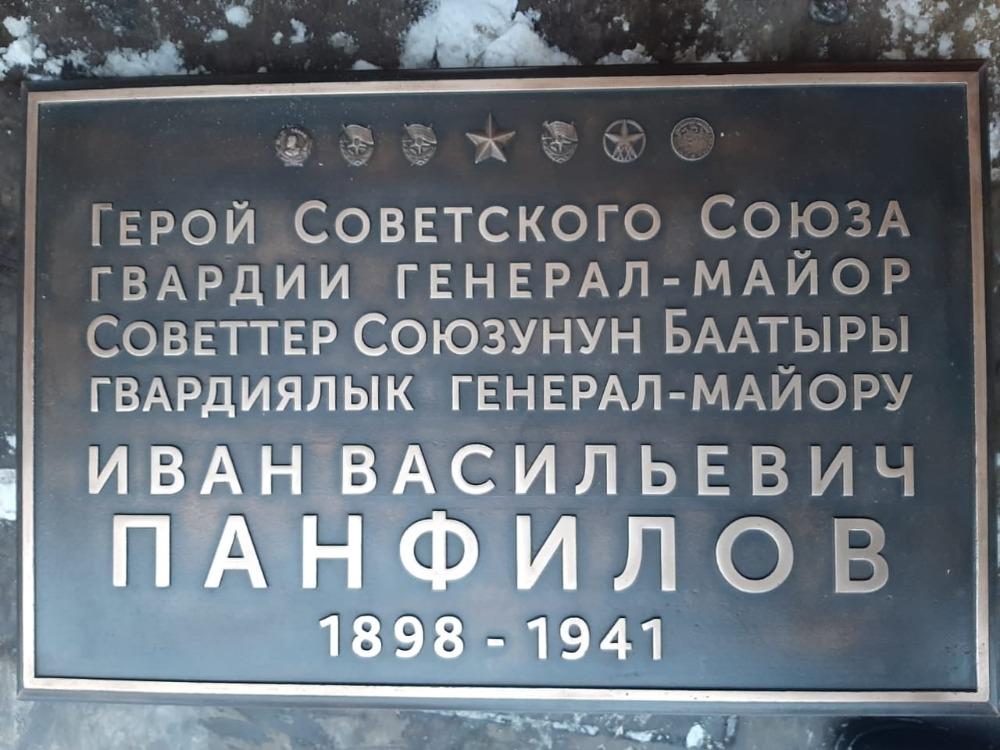 Герой Советского Союза
гвардии генерал-майор
Советтер Союзунун Баатыры
гвардиялык генерал-майору
ИВАН ВАСИЛЬЕВИЧ
ПАНФИЛОВ
1898 - 1941